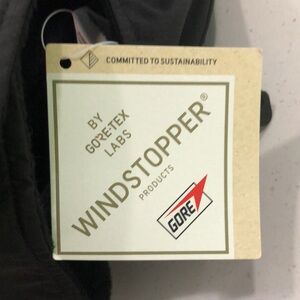 COMMITTED TO SUSTAINABILITY
BY
GORE-TEX
LABS
WINDSTOPPER®
PRODUCTS
GORE